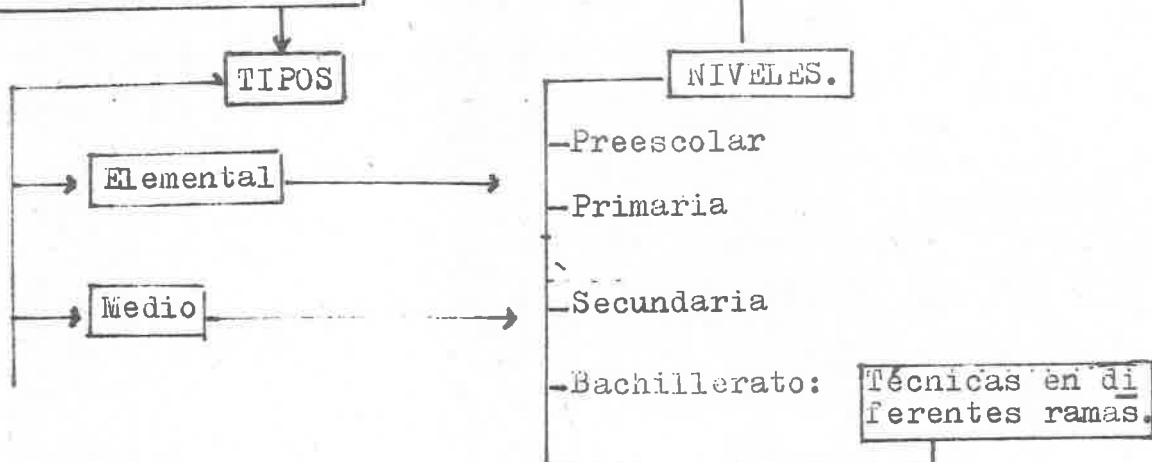 TIPOS
NIVELES.
Preescolar
Elemental
Primaria
Medio
Secundaria
Bachillerato:
Técnicas en di
ferentes ramas.